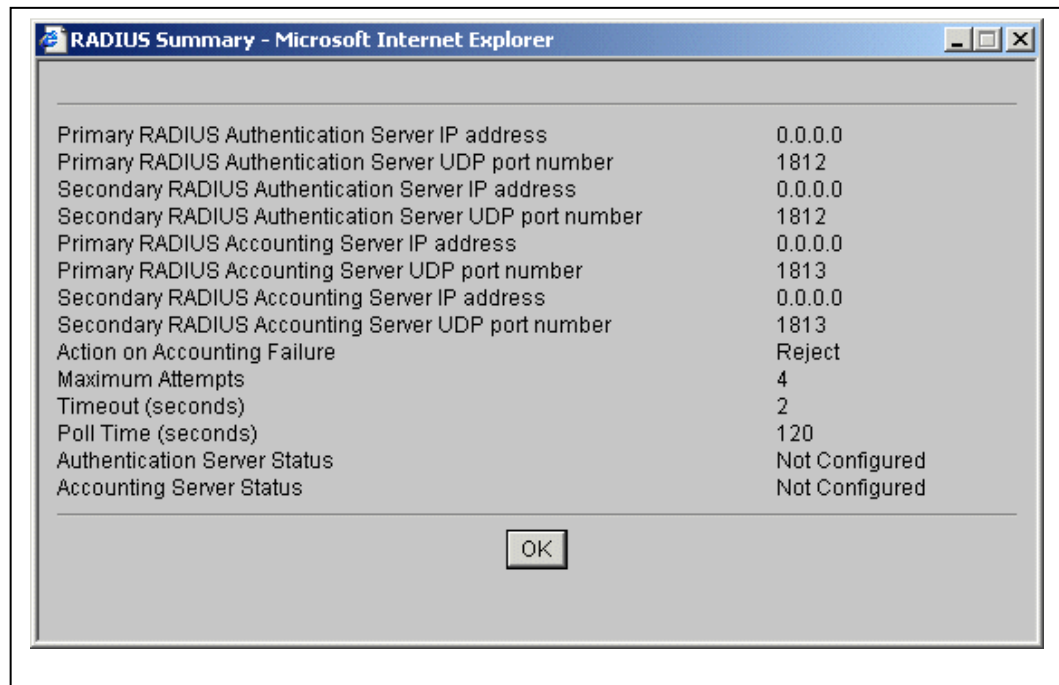 RADIUS Summary - Microsoft Internet Explorer
Primary RADIUS Authentication Server IP address 0.0.0.0
Primary RADIUS Authentication Server UDP port number 1812
Secondary RADIUS Authentication Server IP address 0.0.0.0
Secondary RADIUS Authentication Server UDP port number 1812
Primary RADIUS Accounting Server IP address 0.0.0.0
Primary RADIUS Accounting Server UDP port number 1813
Secondary RADIUS Accounting Server IP address 0.0.0.0
Secondary RADIUS Accounting Server UDP port number 1813
Action on Accounting Failure Reject
Maximum Attempts 4
Timeout (seconds) 2
Poll Time (seconds) 120
Authentication Server Status Not Configured
Accounting Server Status Not Configured
OK